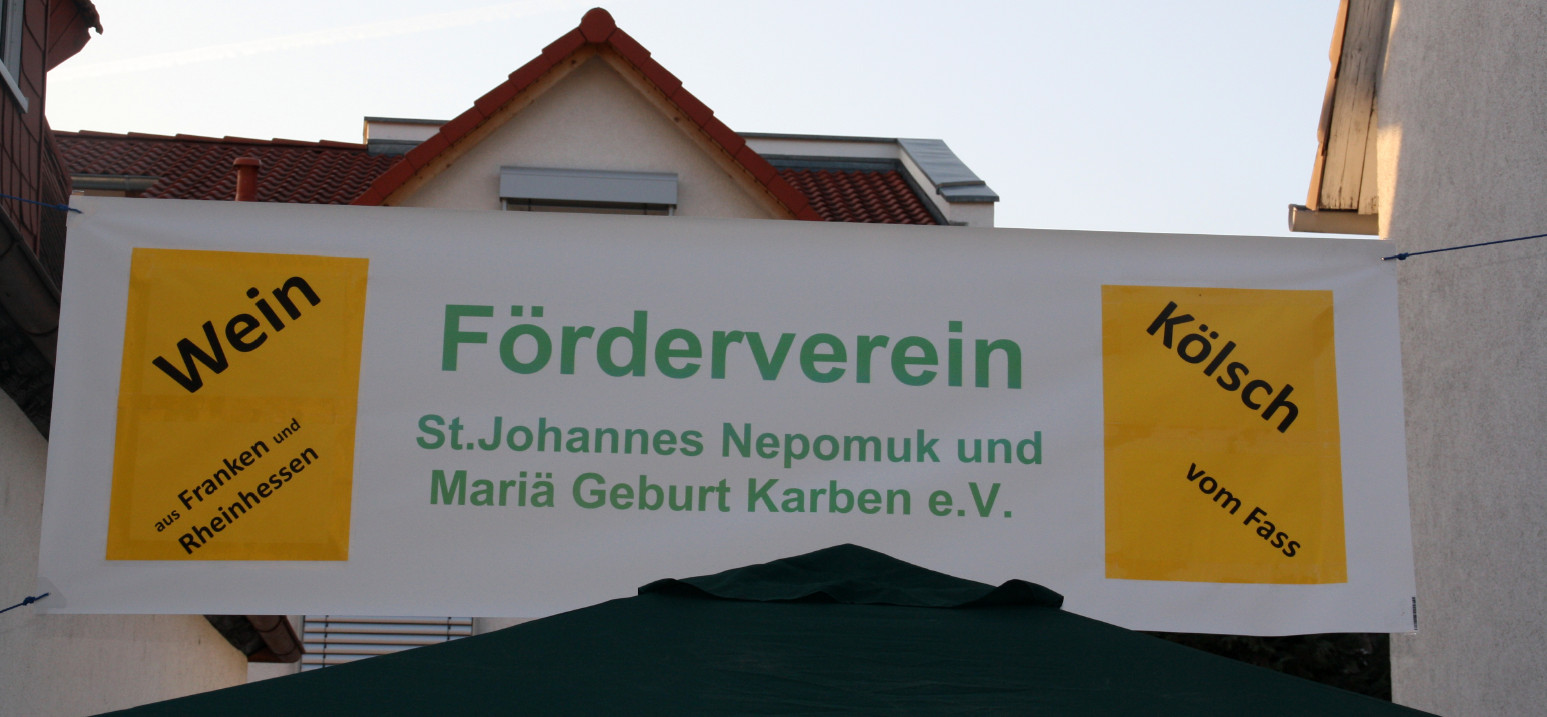 Wein
aus Franken und
Rheinhessen
Förderverein
St.Johannes Nepomuk und
Mariä Geburt Karben e.V.
Kölsch
vom Fass